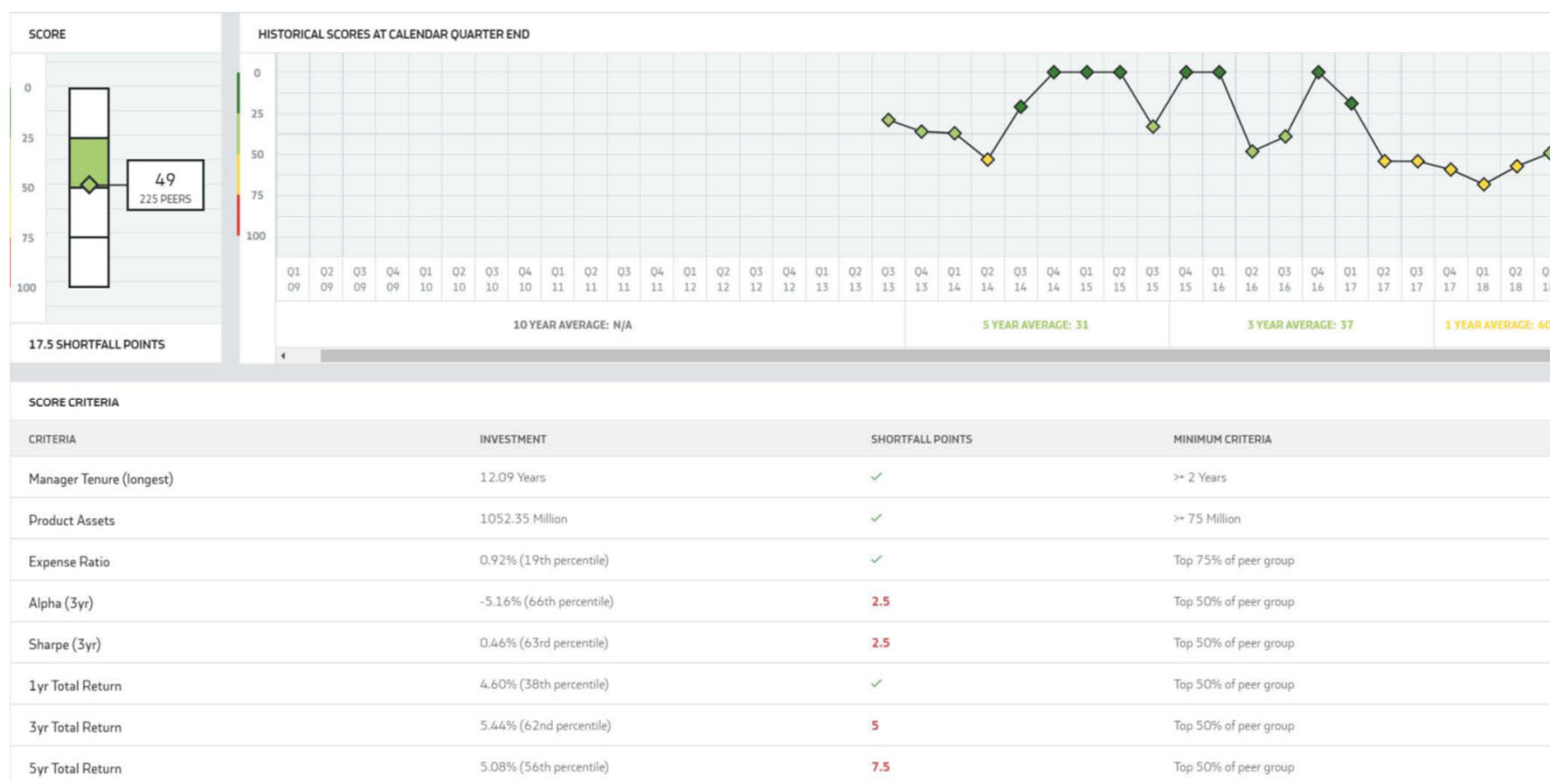 SCORE
0
25
50
75
100
49
225 PEERS
17.5 SHORTFALL POINTS
HISTORICAL SCORES AT CALENDAR QUARTER END
0
25
50
75
100
Q1 Q2 Q3 Q4 Q1 Q2 Q3 Q4 Q1 Q2 Q3 Q4 Q1 Q2 Q3 Q4 Q1 Q2 Q3 Q4 Q1 Q2 Q3 Q4 Q1 Q2 Q3 Q4 Q1 Q2 Q3 Q4 Q1 Q2 Q3 Q4 Q1 Q2
09 09 09 09 10 10 10 10 11 11 11 11 12 12 12 12 13 13 13 13 14 14 14 14 15 15 15 15 16 16 16 16 17 17 17 17 18 18
10 YEAR AVERAGE: N/A 5 YEAR AVERAGE: 31 3 YEAR AVERAGE: 37 1 YEAR AVERAGE: 60
SCORE CRITERIA
CRITERIA INVESTMENT SHORTFALL POINTS MINIMUM CRITERIA
Manager Tenure (longest) 12.09 Years ✓ >= 2 Years
Product Assets 1052.35 Million ✓ >= 75 Million
Expense Ratio 0.92% (19th percentile) ✓ Top 75% of peer group
Alpha (3yr) -5.16% (66th percentile) 2.5 Top 50% of peer group
Sharpe (3yr) 0.46% (63rd percentile) 2.5 Top 50% of peer group
1yr Total Return 4.60% (38th percentile) ✓ Top 50% of peer group
3yr Total Return 5.44% (62nd percentile) 5 Top 50% of peer group
5yr Total Return 5.08% (56th percentile) 7.5 Top 50% of peer group